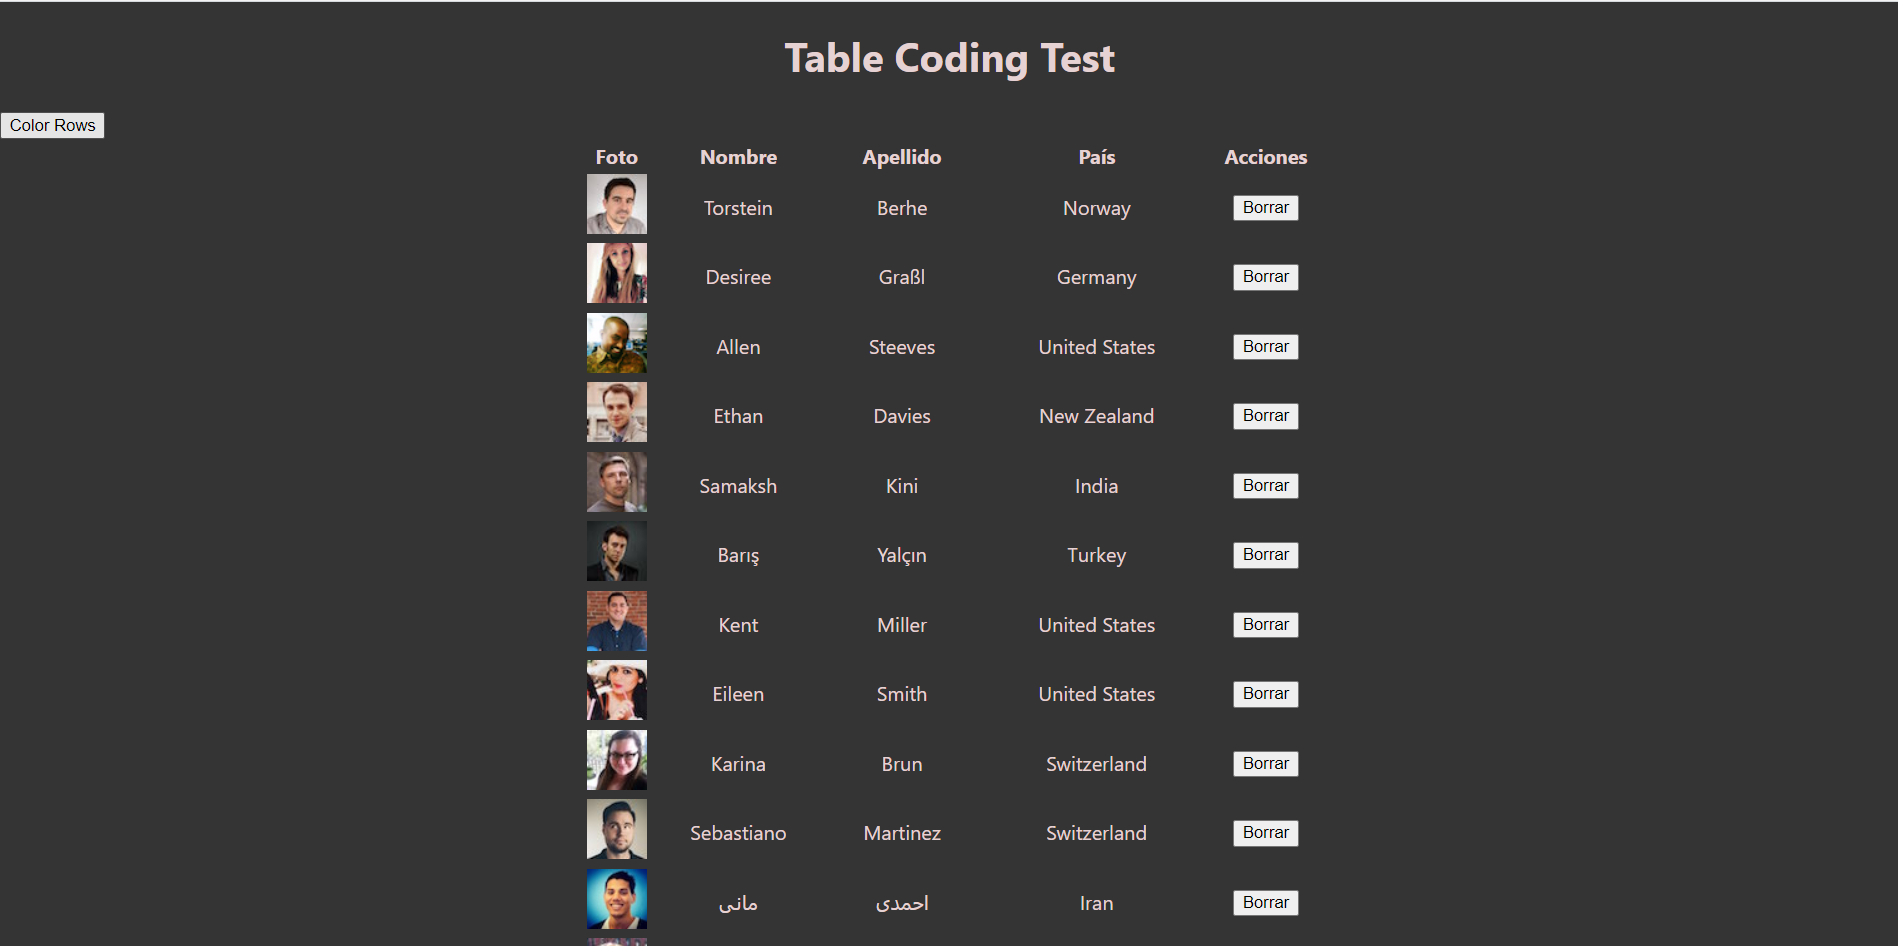 Table Coding Test
Color Rows
Foto Nombre Apellido País Acciones
Torstein Berhe Norway Borrar
Desiree Graßl Germany Borrar
Allen Steeves United States Borrar
Ethan Davies New Zealand Borrar
Samaksh Kini India Borrar
Barış Yalçın Turkey Borrar
Kent Miller United States Borrar
Eileen Smith United States Borrar
Karina Brun Switzerland Borrar
Sebastiano Martinez Switzerland Borrar
مانی احمدی Iran Borrar